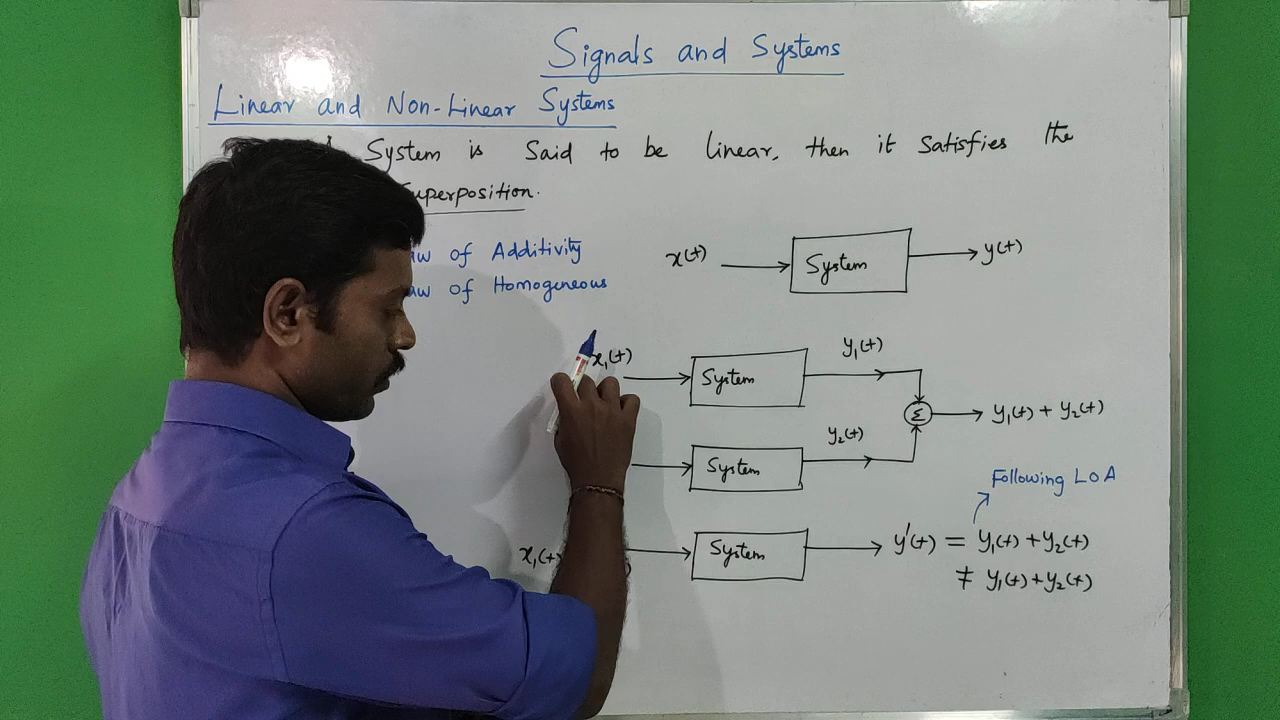 Signals and Systems
Linear and Non-Linear Systems
System is Said to be linear, then it satisfies the
uperposition.
aw of Additivity
aw of Homogeneous
x(t) System y(t)
x₁(t) System y₁(t)
Σ y₁(t) + y₂(t)
System y₂(t)
Following LOA
x₁(t) System y'(t) = y₁(t) + y₂(t)
≠ y₁(t) + y₂(t)